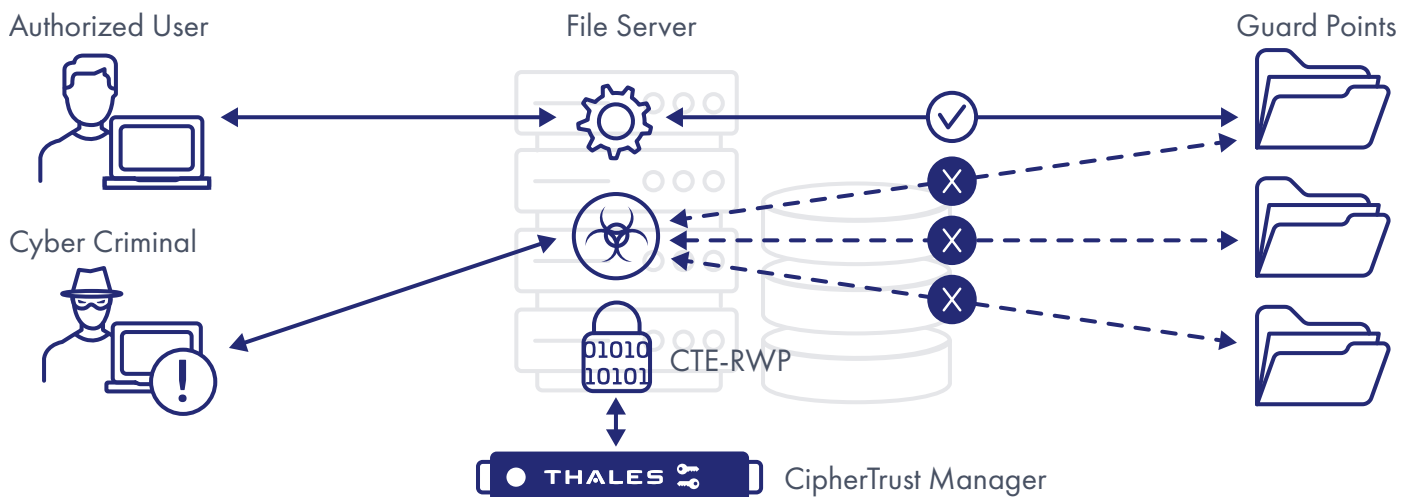 Authorized User
File Server
Guard Points
X
Cyber Criminal
X
X
!
01010
10101
CTE-RWP
THALES
CipherTrust Manager